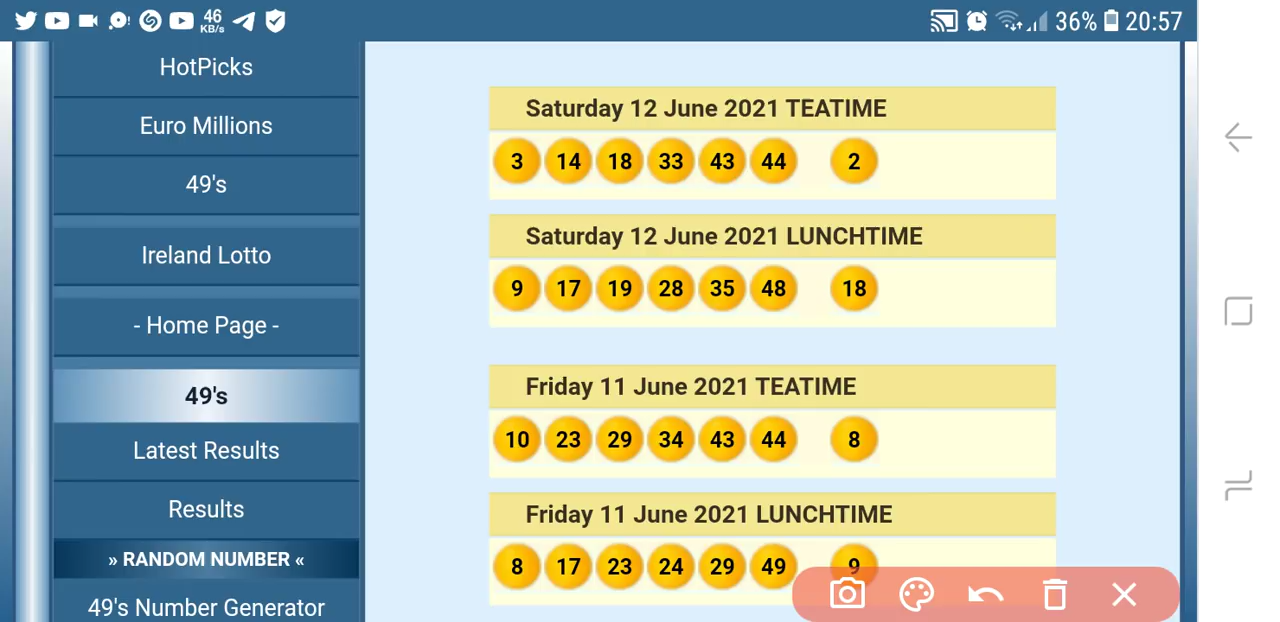 46
KB/s
36% 20:57
HotPicks
Euro Millions
49's
Ireland Lotto
- Home Page -
49's
Latest Results
Results
» RANDOM NUMBER «
49's Number Generator
Saturday 12 June 2021 TEATIME
3 14 18 33 43 44 2
Saturday 12 June 2021 LUNCHTIME
9 17 19 28 35 48 18
Friday 11 June 2021 TEATIME
10 23 29 34 43 44 8
Friday 11 June 2021 LUNCHTIME
8 17 23 24 29 49 9